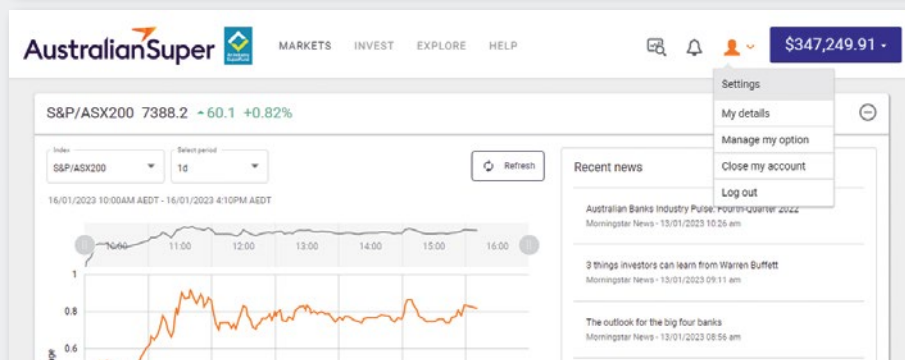 AustralianSuper
MARKETS INVEST EXPLORE HELP
$347,249.91
Settings
My details
Manage my option
Close my account
Log out
S&P/ASX200 7388.2 60.1 +0.82%
Index
S&P/ASX200
Select period
1d
Refresh
16/01/2023 10:00AM AEDT - 16/01/2023 4:10PM AEDT
10:00 11:00 12:00 13:00 14:00 15:00 16:00
1
0.8
0.6
Recent news
Australian Banks Industry Pulse: Fourth-Quarter 2022
Morningstar News - 13/01/2023 10:26 am
3 things investors can learn from Warren Buffett
Morningstar News - 13/01/2023 09:11 am
The outlook for the big four banks
Morningstar News - 13/01/2023 08:56 am